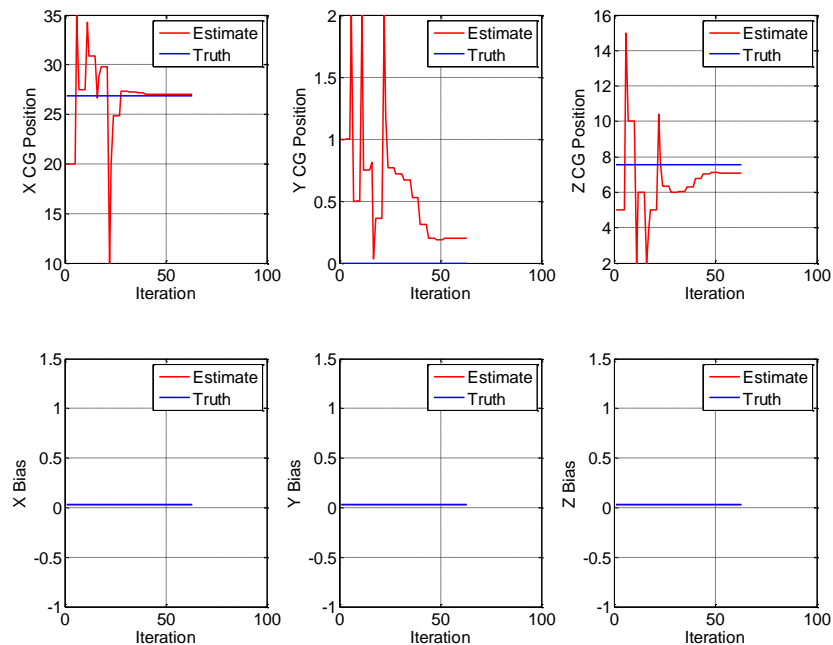 X CG Position
35
30
25
20
15
10
0
50
100
Iteration
Estimate
Truth
Y CG Position
2
1.5
1
0.5
0
0
50
100
Iteration
Estimate
Truth
Z CG Position
16
14
12
10
8
6
4
2
0
50
100
Iteration
Estimate
Truth
X Bias
1.5
1
0.5
0
-0.5
-1
0
50
100
Iteration
Estimate
Truth
Y Bias
1.5
1
0.5
0
-0.5
-1
0
50
100
Iteration
Estimate
Truth
Z Bias
1.5
1
0.5
0
-0.5
-1
0
50
100
Iteration
Estimate
Truth